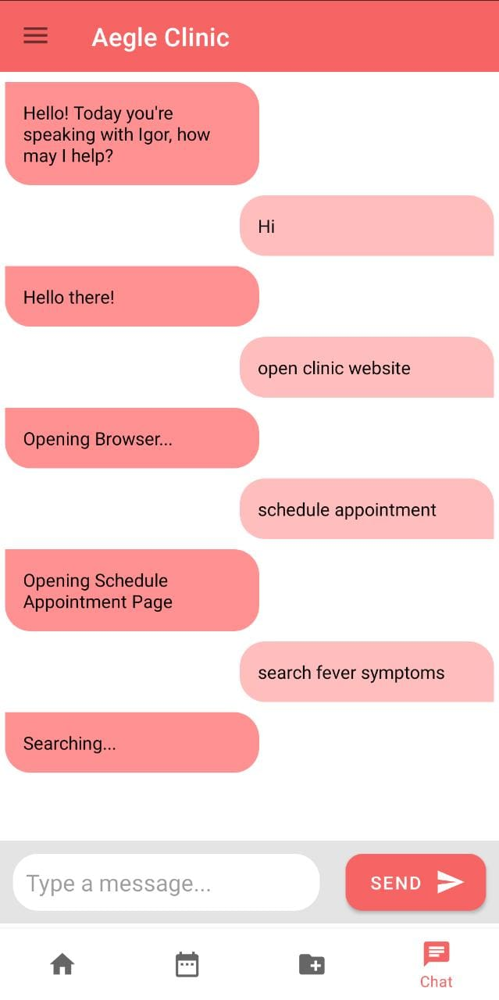 Aegle Clinic
Hello! Today you're
speaking with Igor, how
may I help?
Hi
Hello there!
open clinic website
Opening Browser...
schedule appointment
Opening Schedule
Appointment Page
search fever symptoms
Searching...
Type a message...
SEND
Chat